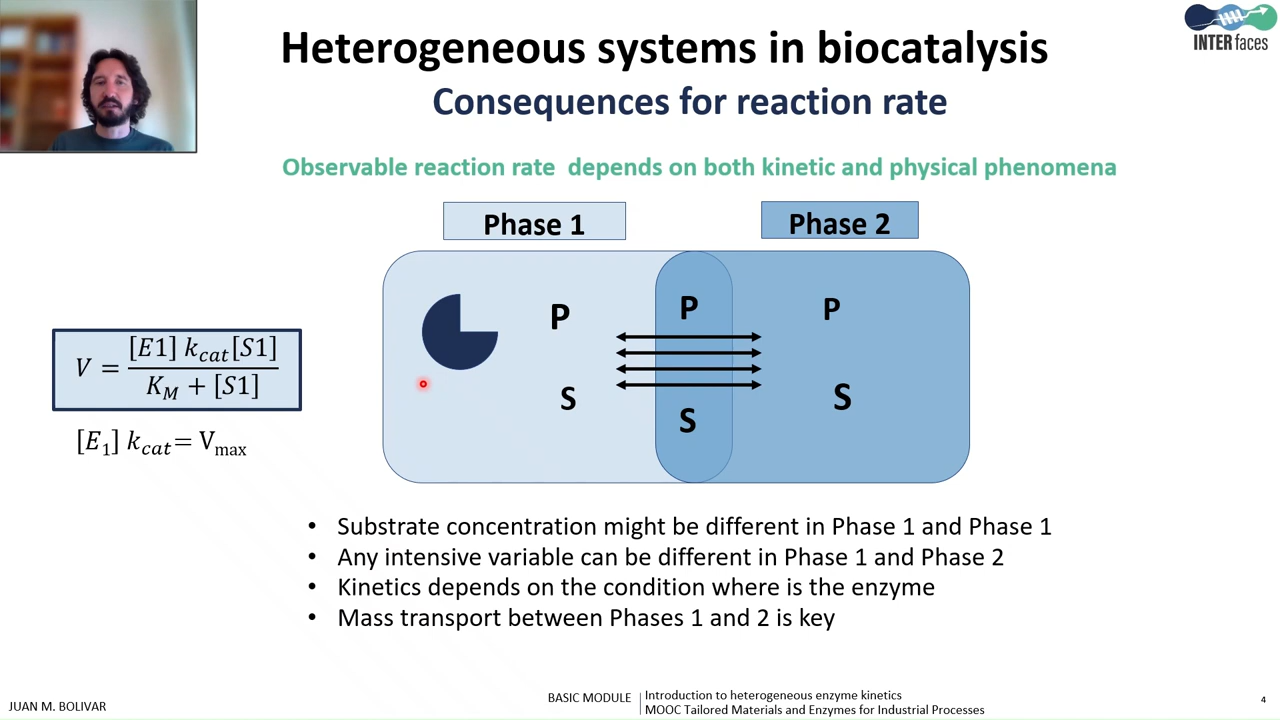 INTERfaces
Heterogeneous systems in biocatalysis
Consequences for reaction rate
Observable reaction rate depends on both kinetic and physical phenomena
Phase 1
Phase 2
P
P
P
S
S
S
V = [E1] k_cat[S1] / K_M + [S1]
[E₁] k_cat = V_max
• Substrate concentration might be different in Phase 1 and Phase 1
• Any intensive variable can be different in Phase 1 and Phase 2
• Kinetics depends on the condition where is the enzyme
• Mass transport between Phases 1 and 2 is key
JUAN M. BOLIVAR
BASIC MODULE
Introduction to heterogeneous enzyme kinetics
MOOC Tailored Materials and Enzymes for Industrial Processes
4